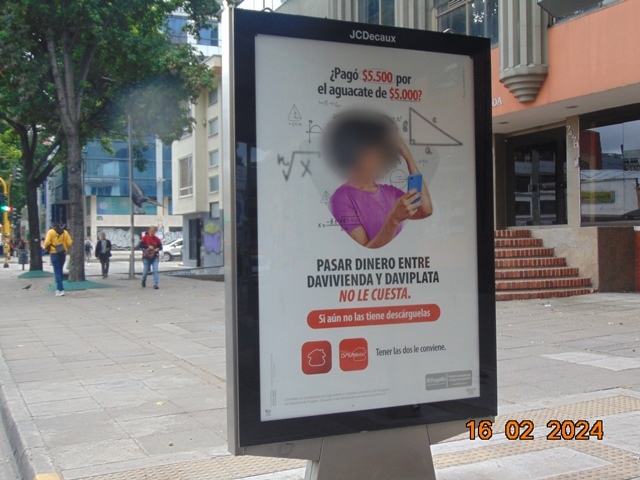 JCDecaux
¿Pagó $5.500 por
el aguacate de $5.000?
PASAR DINERO ENTRE
DAVIVIENDA Y DAVIPLATA
NO LE CUESTA.
Si aún no las tiene descárguelas
Tener las dos le conviene.
16 02 2024